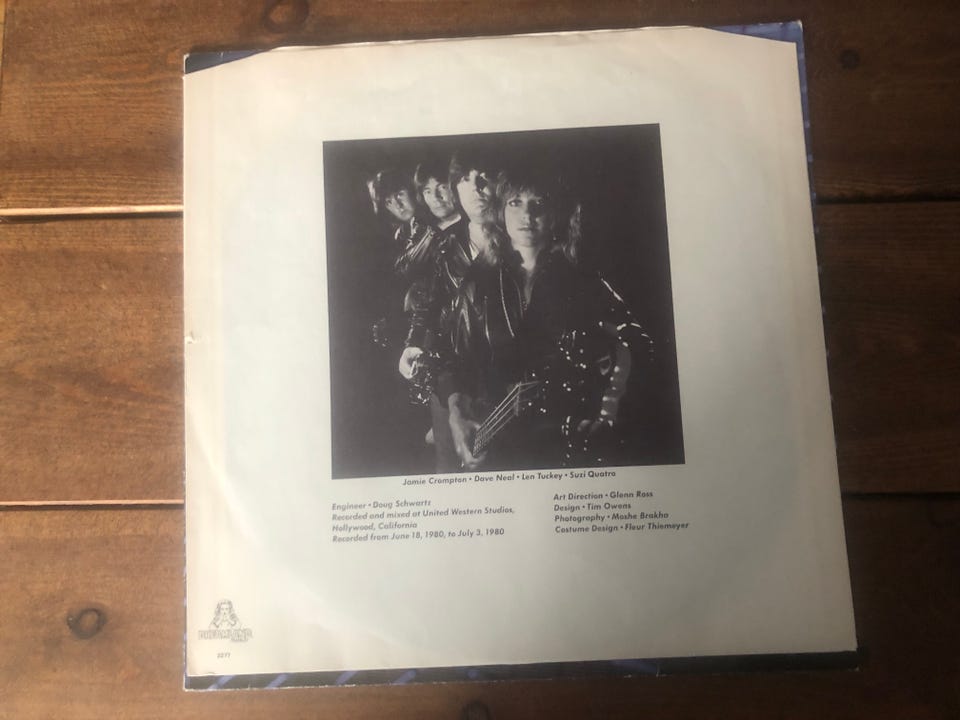 Jamie Crompton • Dave Neal • Len Tuckey • Suzi Quatro
Engineer • Doug Schwartz
Recorded and mixed at United Western Studios,
Hollywood, California
Recorded from June 18, 1980, to July 3, 1980
Art Direction • Glenn Ross
Design • Tim Owens
Photography • Moshe Brakha
Costume Design • Fleur Thiemeyer
DREAMLAND